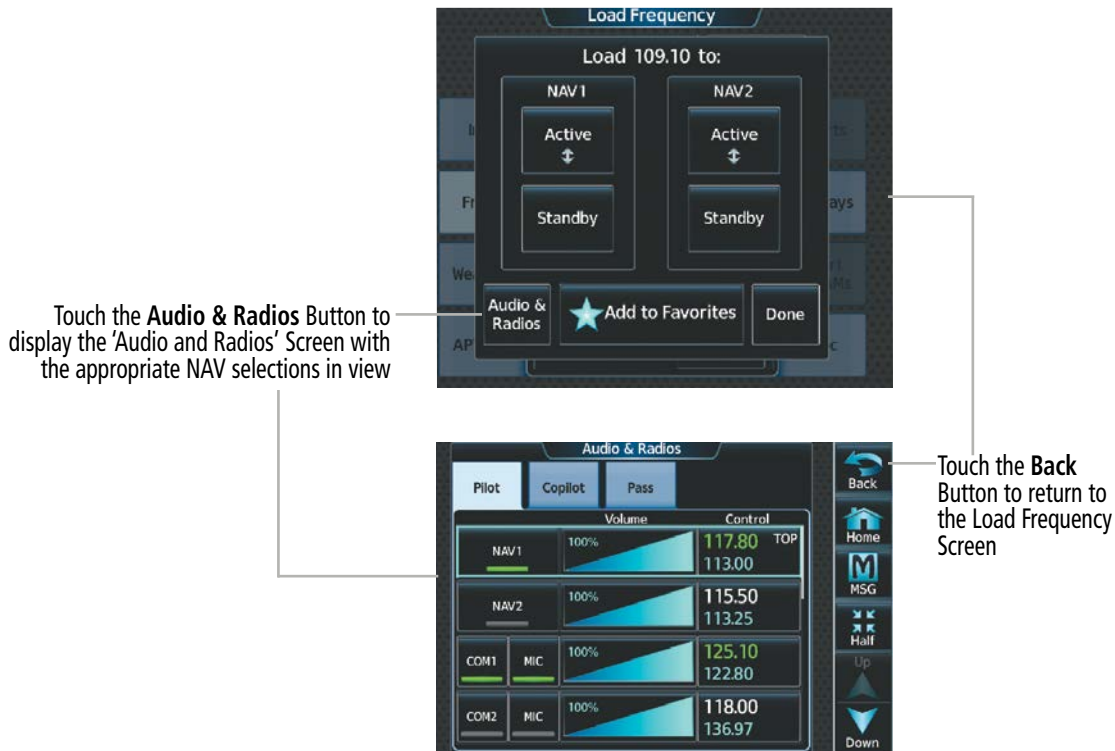 Load Frequency
Load 109.10 to:
NAV1
NAV2
Active
Active
Standby
Standby
Audio &
Radios
Add to Favorites
Done
Touch the Audio & Radios Button to
display the ‘Audio and Radios’ Screen with
the appropriate NAV selections in view
Audio & Radios
Pilot
Copilot
Pass
Volume
Control
NAV1
100%
117.80 TOP
113.00
NAV2
100%
115.50
113.25
COM1
MIC
100%
125.10
122.80
COM2
MIC
100%
118.00
136.97
Back
Home
MSG
Half
Up
Down
Touch the Back
Button to return to
the Load Frequency
Screen